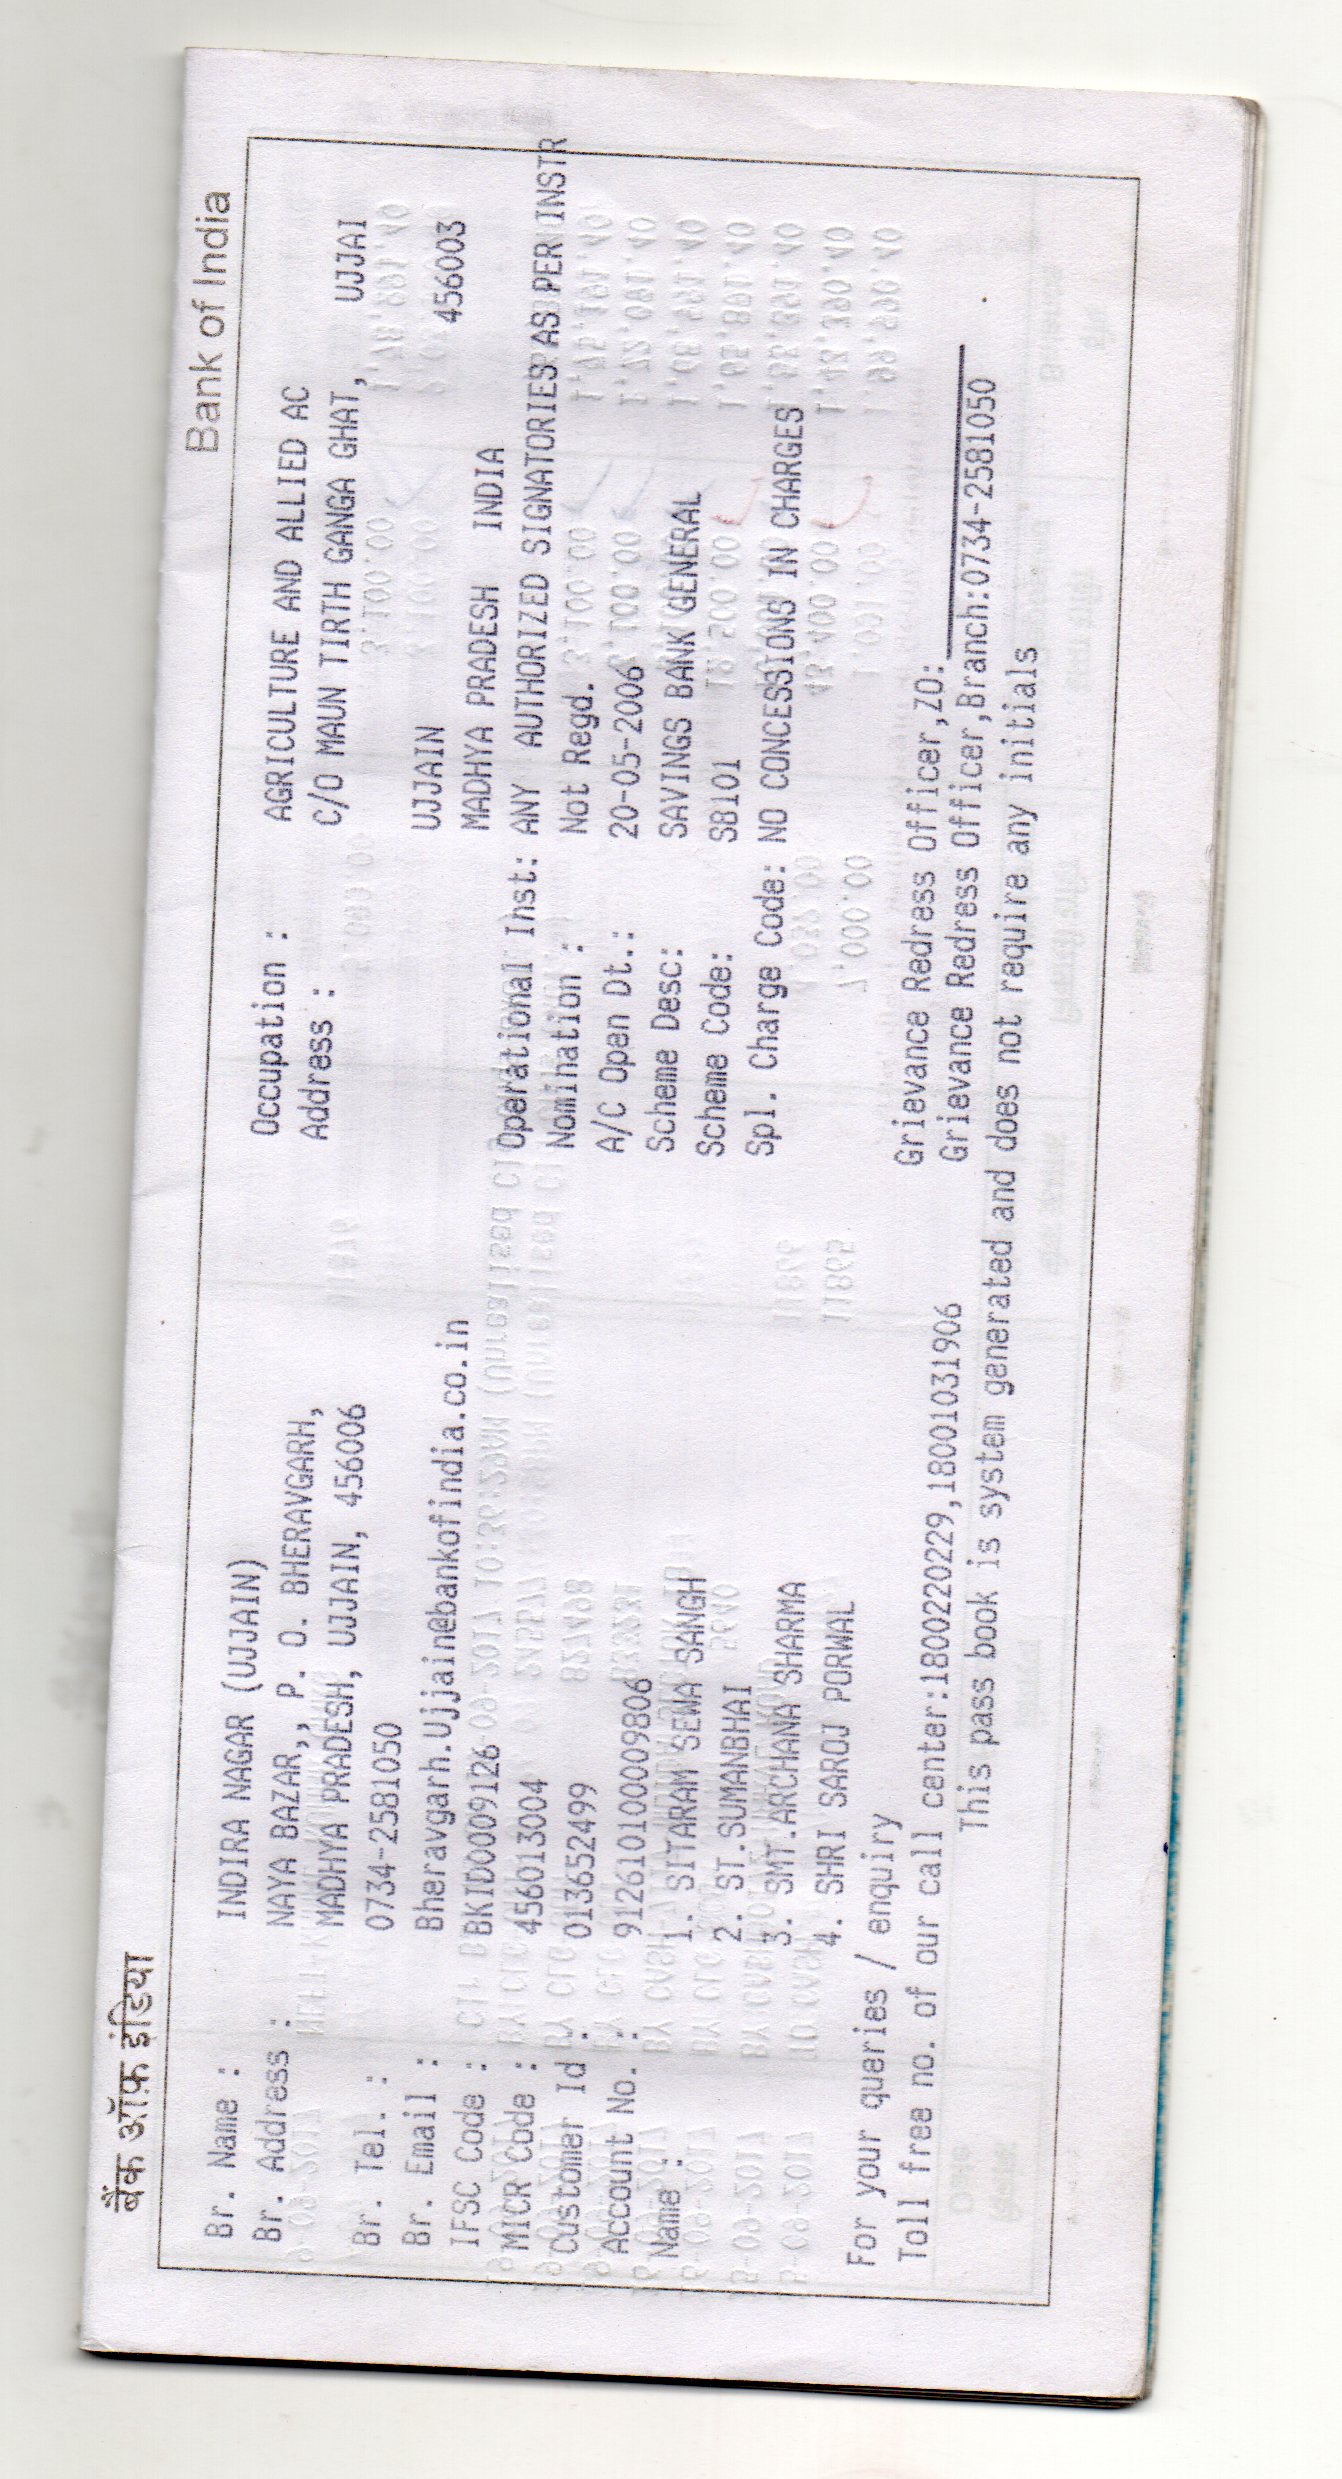 बैंक ऑफ़ इंडिया Bank of India
Br. Name : INDIRA NAGAR (UJJAIN)
Br. Address : NAYA BAZAR, P. O. BHERAVGARH,
MADHYA PRADESH, UJJAIN, 456006
Br. Tel. : 0734-2581050
Br. Email : Bheravgarh.Ujjain@bankofindia.co.in
IFSC Code : BKID0009126
MICR Code : 456013004
Customer Id : 013652499
Account No. : 912610100009806
Name : 1. SITARAM SEWA SANGH
2. ST.SUMANBHAI
3. SMT.ARCHANA SHARMA
4. SHRI SAROJ PORWAL
Occupation : AGRICULTURE AND ALLIED AC
Address : C/O MAUN TIRTH GANGA GHAT,
UJJAI
UJJAIN 456003
MADHYA PRADESH INDIA
Operational Inst: ANY AUTHORIZED SIGNATORIES AS PER INSTR
Nomination : Not Regd.
A/C Open Dt.: 20-05-2006
Scheme Desc: SAVINGS BANK GENERAL
Scheme Code: SB101
Spl. Charge Code: NO CONCESSIONS IN CHARGES
For your queries / enquiry
Toll free no. of our call center:1800220229,18001031906
Grievance Redress Officer,ZO:
Grievance Redress Officer,Branch:0734-2581050
This pass book is system generated and does not require any initials